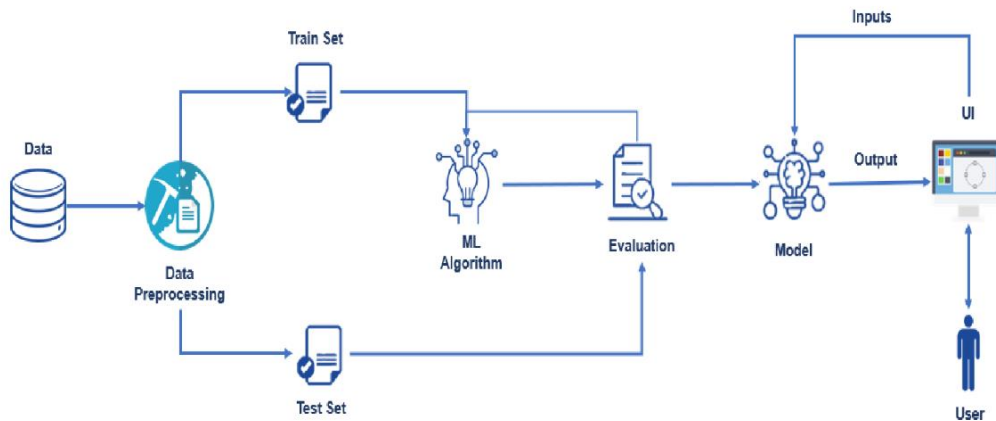 Inputs
Train Set
UI
Data
Output
ML
Algorithm
Evaluation
Model
Data
Preprocessing
Test Set
User